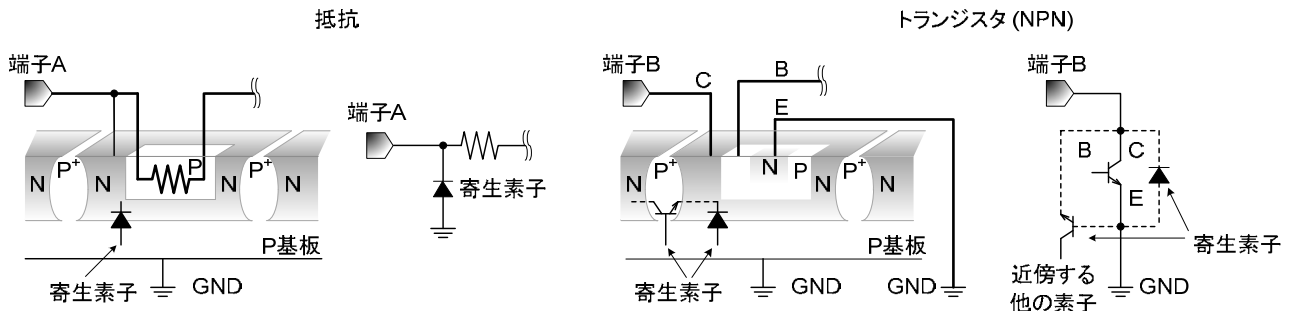 抵抗
トランジスタ (NPN)
端子A
N
P+
N
P
N
P+
N
P基板
寄生素子
GND
端子A
寄生素子
端子B
C
B
E
N
P+
N
P
N
P+
N
P基板
寄生素子
GND
GND
端子B
B
C
E
寄生素子
近傍する
他の素子
GND